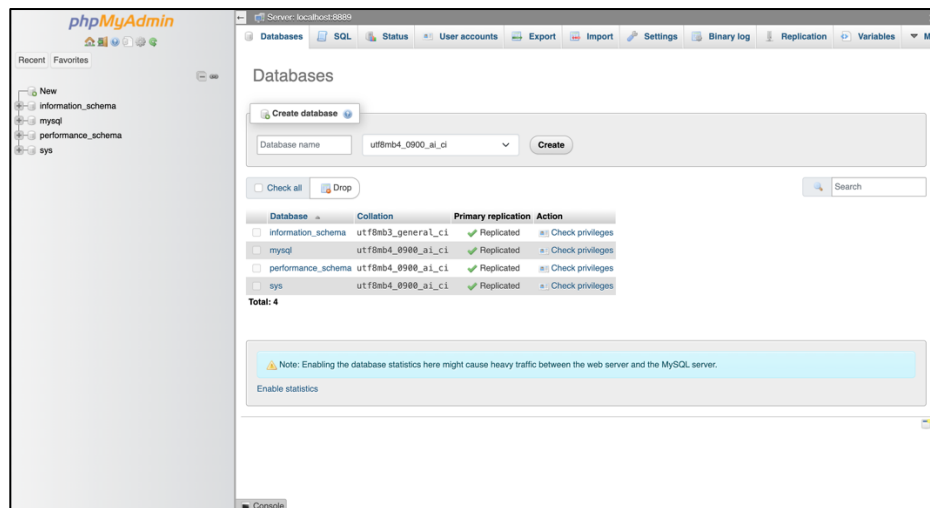 phpMyAdmin
Recent Favorites
New
information_schema
mysql
performance_schema
sys
Server: localhost:8889
Databases SQL Status User accounts Export Import Settings Binary log Replication Variables M
Databases
Create database
Database name utf8mb4_0900_ai_ci Create
Check all Drop Search
Database Collation Primary replication Action
information_schema utf8mb3_general_ci Replicated Check privileges
mysql utf8mb4_0900_ai_ci Replicated Check privileges
performance_schema utf8mb4_0900_ai_ci Replicated Check privileges
sys utf8mb4_0900_ai_ci Replicated Check privileges
Total: 4
Note: Enabling the database statistics here might cause heavy traffic between the web server and the MySQL server.
Enable statistics
Console